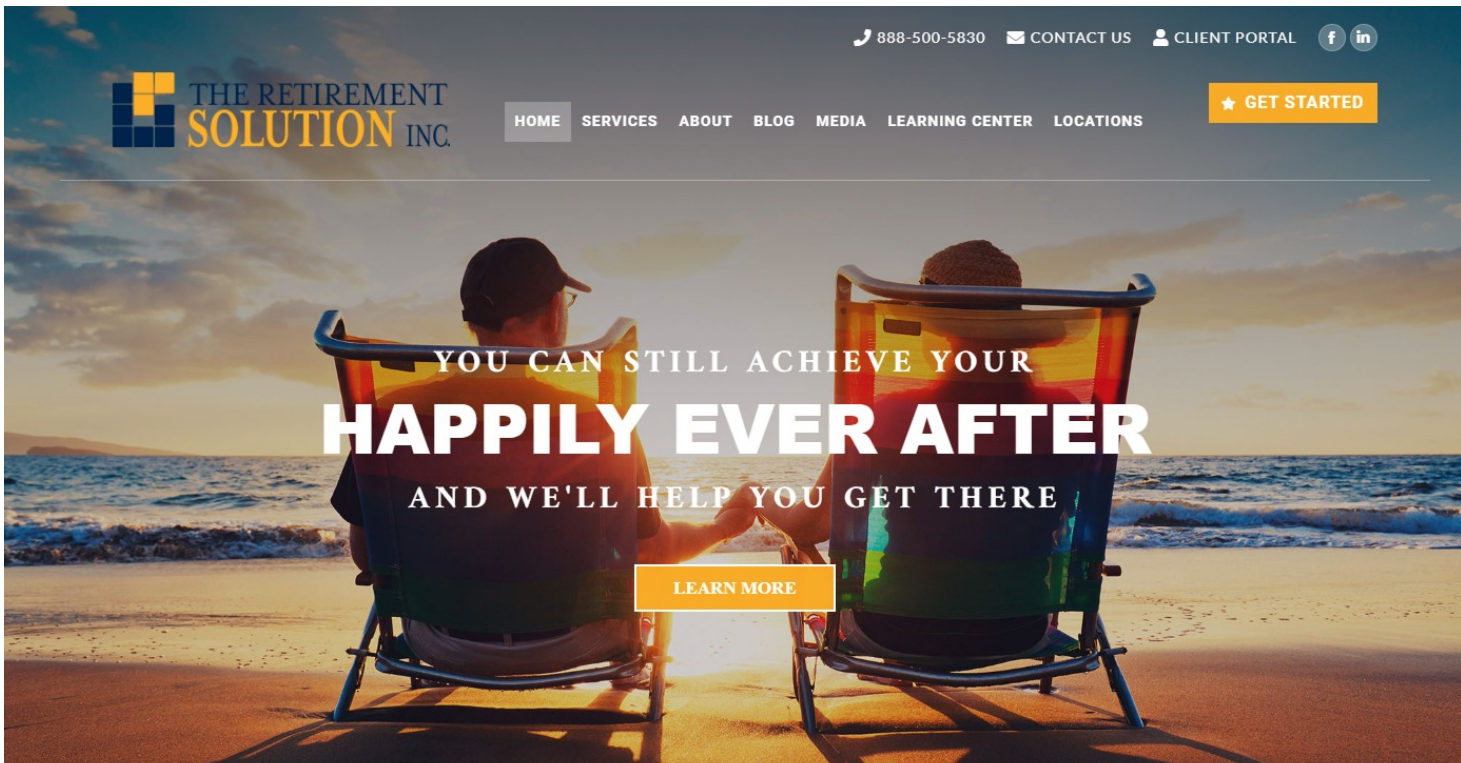 888-500-5830 CONTACT US CLIENT PORTAL f in
THE RETIREMENT
SOLUTION INC.
HOME SERVICES ABOUT BLOG MEDIA LEARNING CENTER LOCATIONS
GET STARTED
YOU CAN STILL ACHIEVE YOUR
HAPPILY EVER AFTER
AND WE'LL HELP YOU GET THERE
LEARN MORE